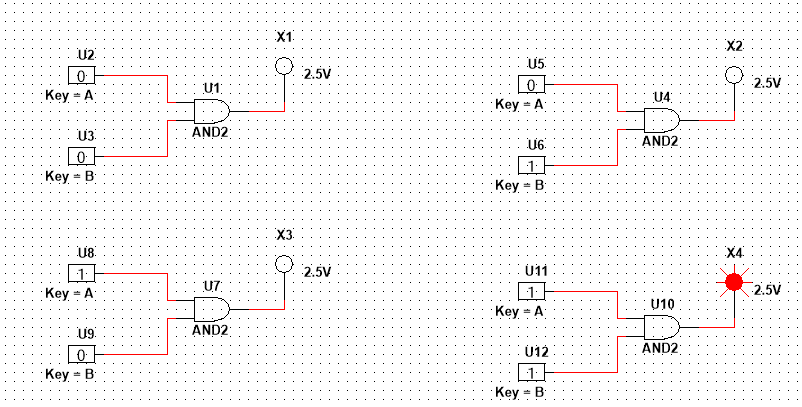 X1
U2
0
2.5V
U1
Key = A
AND2
U3
0
Key = B
X2
U5
0
2.5V
U4
Key = A
AND2
U6
1
Key = B
X3
U8
1
2.5V
U7
Key = A
AND2
U9
0
Key = B
X4
U11
1
2.5V
U10
Key = A
AND2
U12
1
Key = B